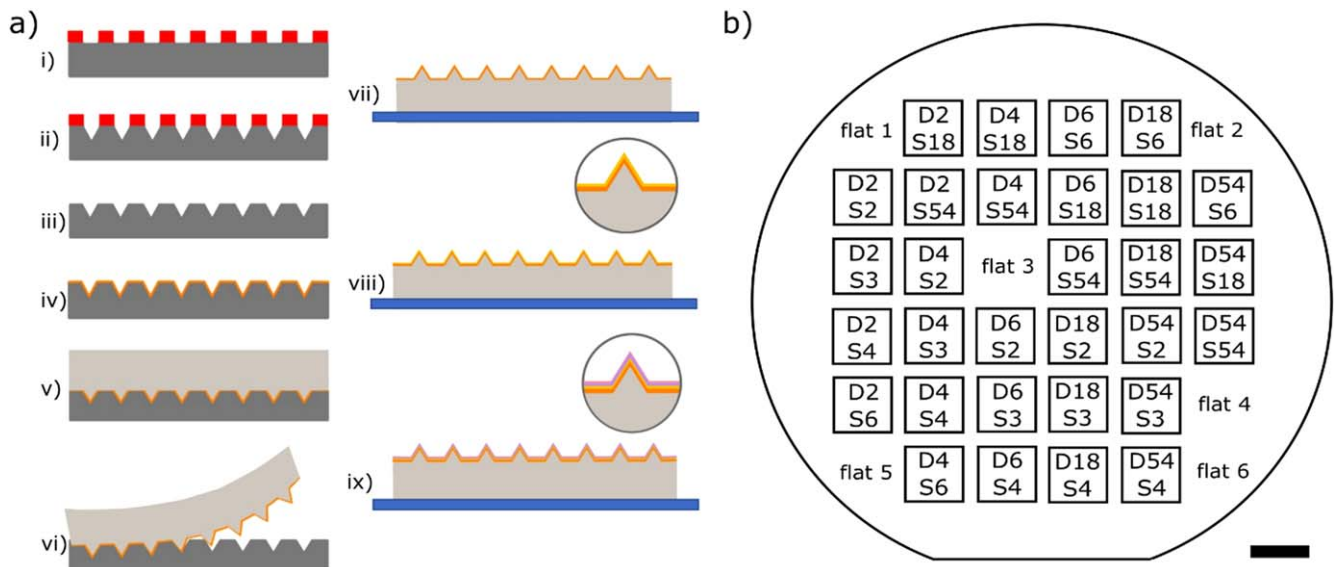 a)
i)
ii)
iii)
iv)
v)
vi)
vii)
viii)
ix)
b)
flat 1
D2
S18
D4
S18
D6
S6
D18
S6
flat 2
D2
S2
D2
S54
D4
S54
D6
S18
D18
S18
D54
S6
D2
S3
D4
S2
flat 3
D6
S54
D18
S54
D54
S18
D2
S4
D4
S3
D6
S2
D18
S2
D54
S2
D54
S54
D2
S6
D4
S4
D6
S3
D18
S3
D54
S3
flat 4
flat 5
D4
S6
D6
S4
D18
S4
D54
S4
flat 6